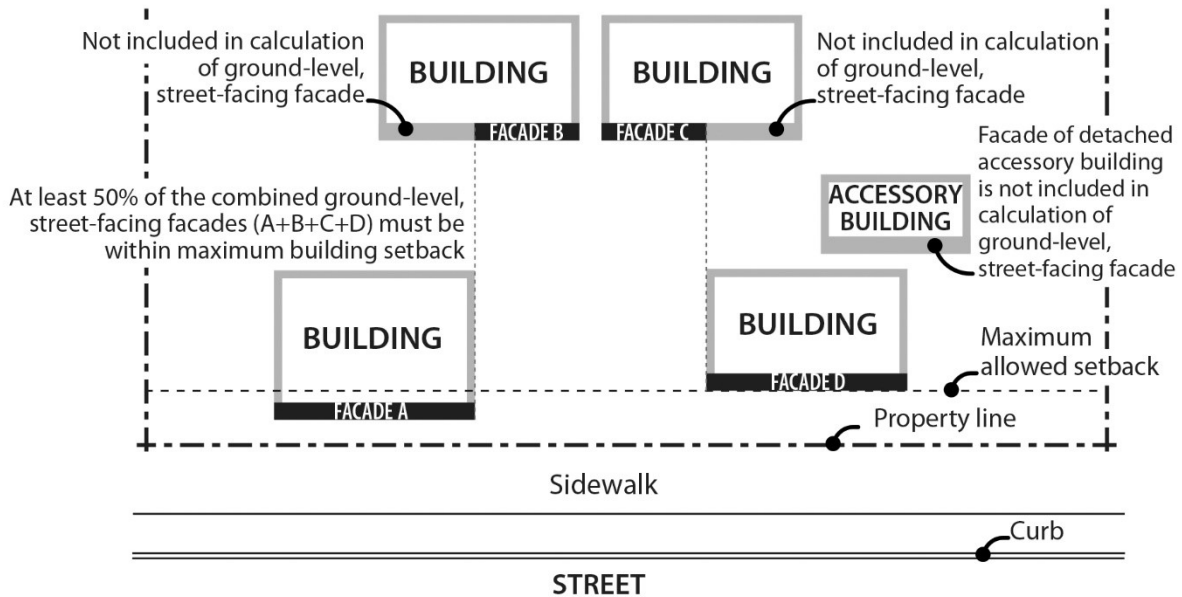 Not included in calculation
of ground-level,
street-facing facade
BUILDING
FACADE B
BUILDING
FACADE C
Not included in calculation
of ground-level,
street-facing facade
Facade of detached
accessory building
is not included in
calculation of
ground-level,
street-facing facade
ACCESSORY
BUILDING
At least 50% of the combined ground-level,
street-facing facades (A+B+C+D) must be
within maximum building setback
BUILDING
FACADE A
BUILDING
FACADE D
Maximum
allowed setback
Property line
Sidewalk
Curb
STREET